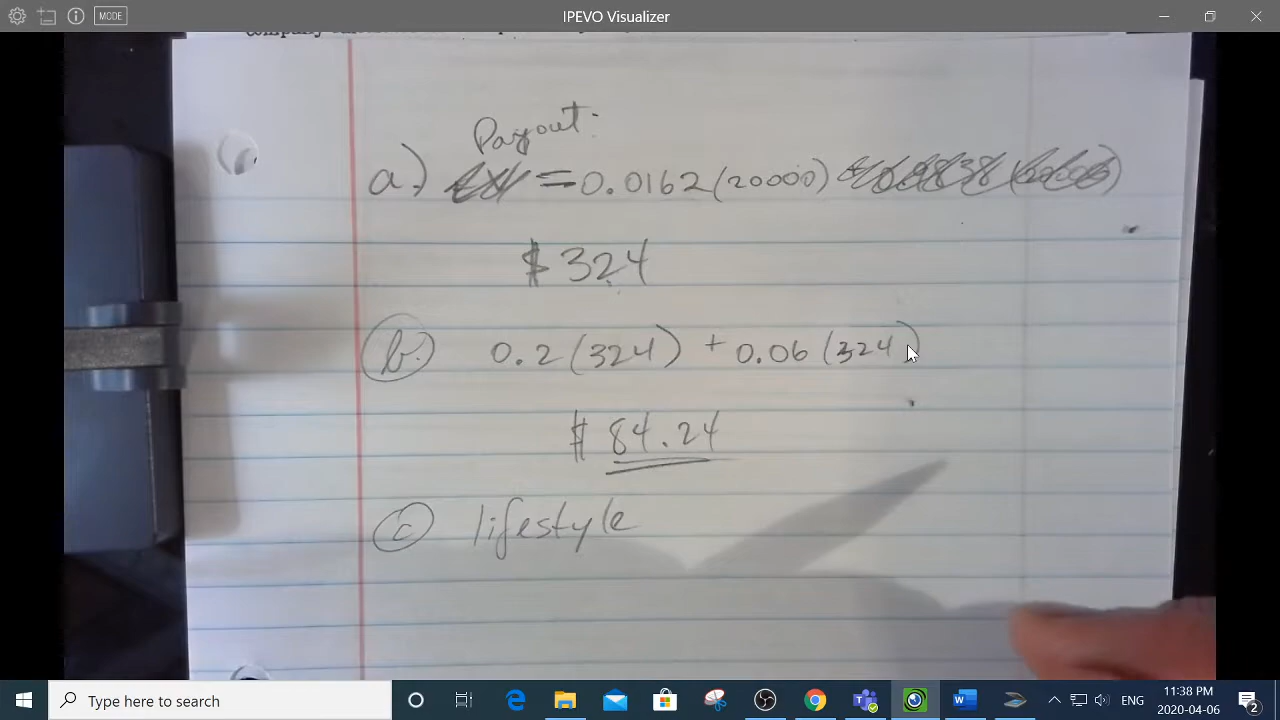 MODE
IPEVO Visualizer
Payout:
a.) = 0.0162 (20000)
$ 324
b.) 0.2 (324) + 0.06 (324)
$ 84.24
c lifestyle
Type here to search
ENG
11:38 PM
2020-04-06
2